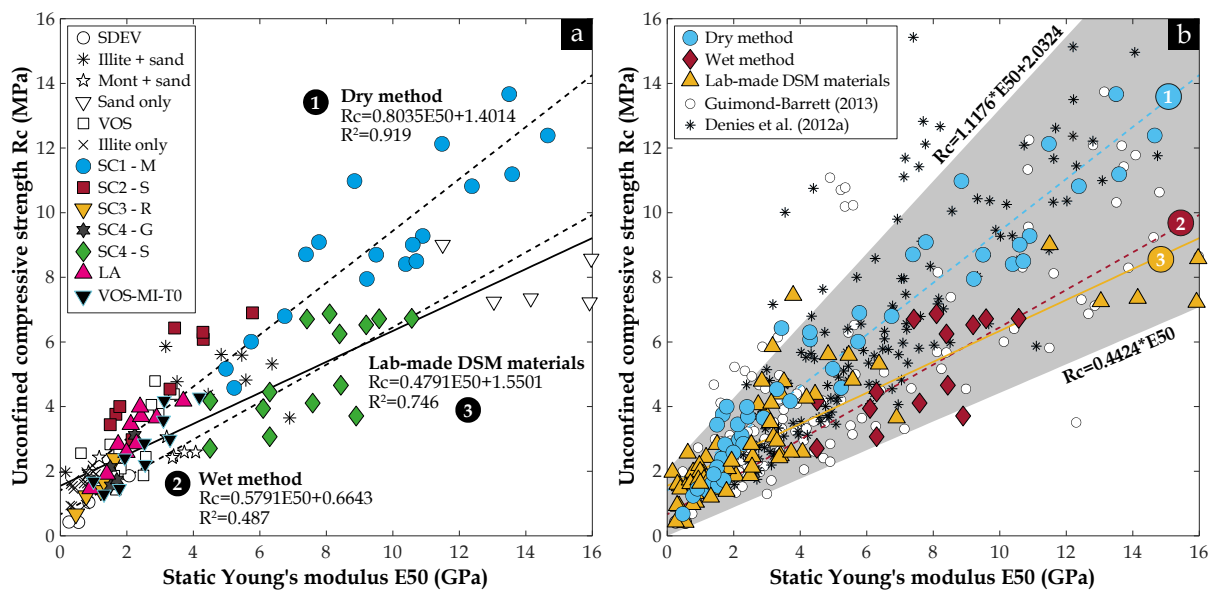 a
16
14
12
10
8
6
4
2
0
Unconfined compressive strength Rc (MPa)
SDEV
Illite + sand
Mont + sand
Sand only
VOS
Illite only
SC1 - M
SC2 - S
SC3 - R
SC4 - G
SC4 - S
LA
VOS-MI-T0
1
Dry method
Rc=0.8035E50+1.4014
R²=0.919
Lab-made DSM materials
Rc=0.4791E50+1.5501
R²=0.746
3
2
Wet method
Rc=0.5791E50+0.6643
R²=0.487
0 2 4 6 8 10 12 14 16
Static Young's modulus E50 (GPa)
b
16
14
12
10
8
6
4
2
0
Unconfined compressive strength Rc (MPa)
Dry method
Wet method
Lab-made DSM materials
Guimond-Barrett (2013)
Denies et al. (2012a)
Rc=1.1176*E50+2.0324
1
2
3
Rc=0.4424*E50
0 2 4 6 8 10 12 14 16
Static Young's modulus E50 (GPa)